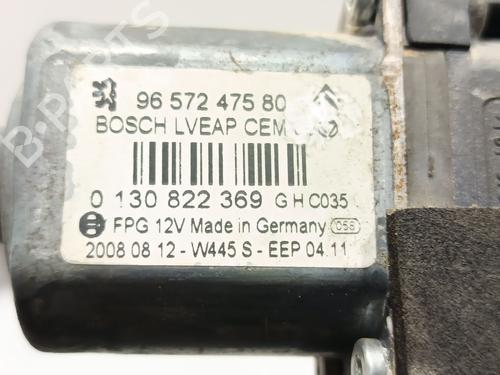 96 572 475 80
BOSCH LVEAP CEM
0 130 822 369 G H C035
FPG 12V Made in Germany 058
2008 08 12 - W445 S - EEP 04.11
B-PARTS